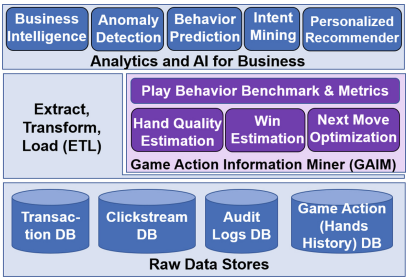 Business
Intelligence
Anomaly
Detection
Behavior
Prediction
Intent
Mining
Personalized
Recommender
Analytics and AI for Business
Extract,
Transform,
Load (ETL)
Play Behavior Benchmark & Metrics
Hand Quality
Estimation
Win
Estimation
Next Move
Optimization
Game Action Information Miner (GAIM)
Transac-
tion DB
Clickstream
DB
Audit
Logs DB
Game Action
(Hands
History) DB
Raw Data Stores